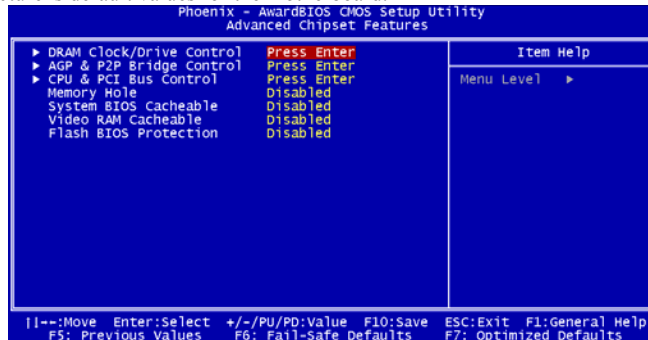 Phoenix - AwardBIOS CMOS Setup Utility
Advanced Chipset Features
▶ DRAM Clock/Drive Control Press Enter
▶ AGP & P2P Bridge Control Press Enter
▶ CPU & PCI Bus Control Press Enter
Memory Hole Disabled
System BIOS Cacheable Disabled
Video RAM Cacheable Disabled
Flash BIOS Protection Disabled
Item Help
Menu Level ▶
:Move Enter:Select +/-/PU/PD:Value F10:Save ESC:Exit F1:General Help
F5: Previous Values F6: Fail-Safe Defaults F7: Optimized Defaults